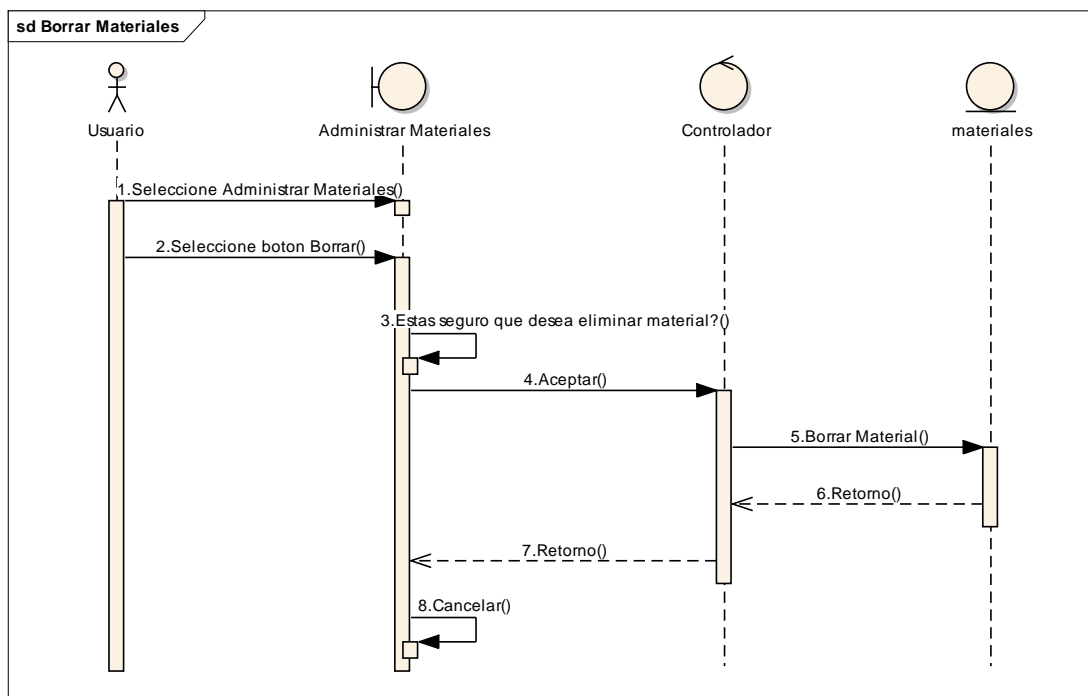 sd Borrar Materiales
Usuario
Administrar Materiales
Controlador
materiales
1.Seleccione Administrar Materiales()
2.Seleccione boton Borrar()
3.Estas seguro que desea eliminar material?()
4.Aceptar()
5.Borrar Material()
6.Retorno()
7.Retorno()
8.Cancelar()